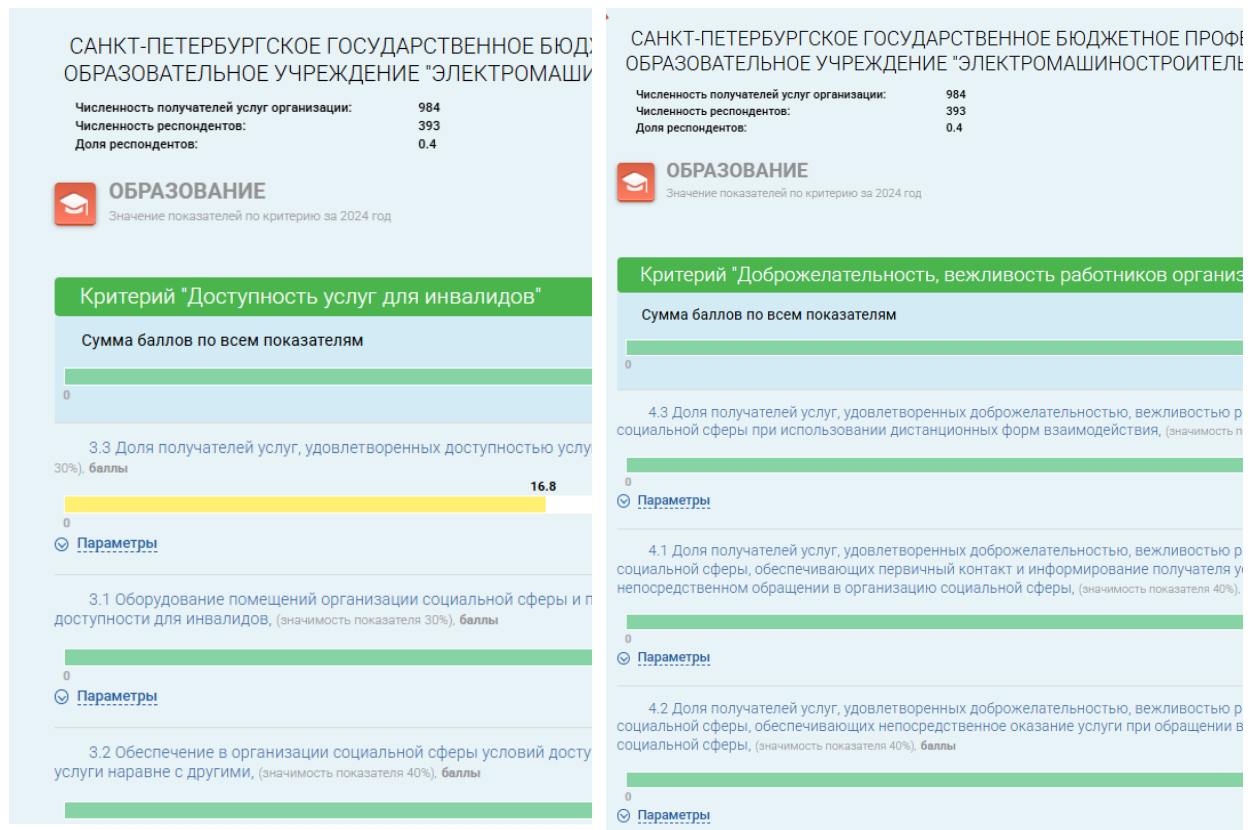 САНКТ-ПЕТЕРБУРГСКОЕ ГОСУДАРСТВЕННОЕ
ОБРАЗОВАТЕЛЬНОЕ УЧРЕЖДЕНИЕ
Численность получателей услуг организации: 984
Численность респондентов: 393
Доля респондентов: 0.4
ОБРАЗОВАНИЕ
Значение показателей по критерию за 2024 год
Критерий "Доступность услуг для инвалидов"
Сумма баллов по всем показателям
0
3.3 Доля получателей услуг, удовлетворенных доступностью
30%), баллы
16.8
0
Параметры
3.1 Оборудование помещений организации социальной сферы и
доступности для инвалидов, (значимость показателя 30%), баллы
0
Параметры
3.2 Обеспечение в организации социальной сферы условий
услуги наравне с другими, (значимость показателя 40%), баллы
САНКТ-ПЕТЕРБУРГСКОЕ ГОСУДАРСТВЕННОЕ БЮДЖЕТНОЕ
ОБРАЗОВАТЕЛЬНОЕ УЧРЕЖДЕНИЕ
Численность получателей услуг организации: 984
Численность респондентов: 393
Доля респондентов: 0.4
ОБРАЗОВАНИЕ
Значение показателей по критерию за 2024 год
Критерий "Доброжелательность, вежливость работников
Сумма баллов по всем показателям
0
4.3 Доля получателей услуг, удовлетворенных доброжелательностью, вежливостью
социальной сферы при использовании дистанционных форм взаимодействия, (значимость
0
Параметры
4.1 Доля получателей услуг, удовлетворенных доброжелательностью, вежливостью
социальной сферы, обеспечивающих первичный контакт и информирование получателя
непосредственном обращении в организацию социальной сферы, (значимость показателя 40%),
0
Параметры
4.2 Доля получателей услуг, удовлетворенных доброжелательностью, вежливостью
социальной сферы, обеспечивающих непосредственное оказание услуги при обращении в
социальной сферы, (значимость показателя 40%), баллы
0
Параметры